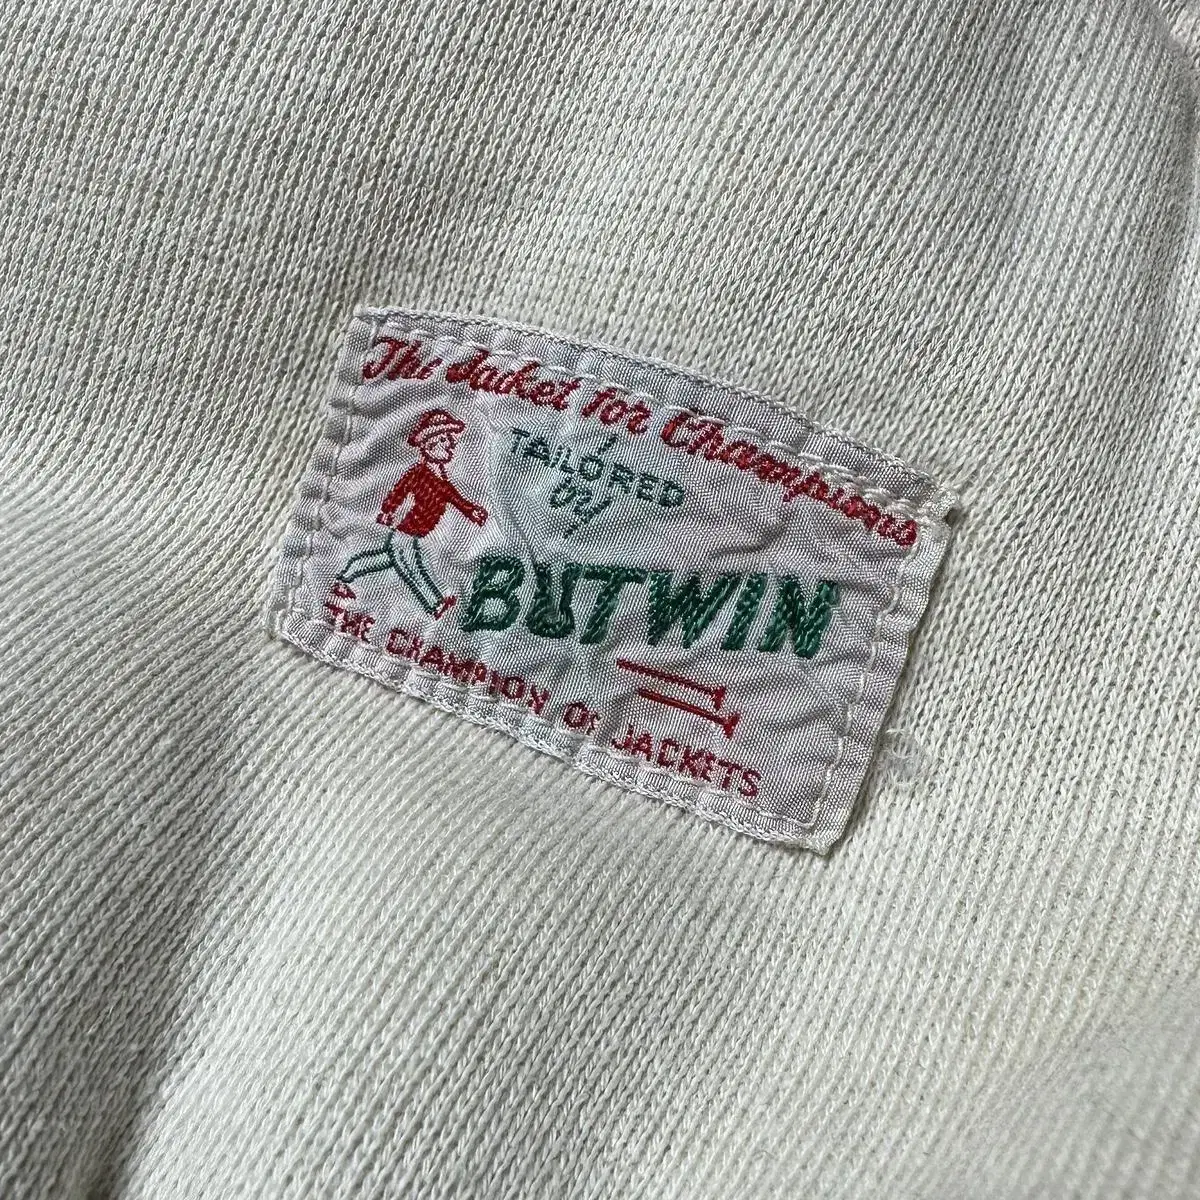 The Jacket for Champions
TAILORED
by
BUTWIN
THE CHAMPION OF JACKETS